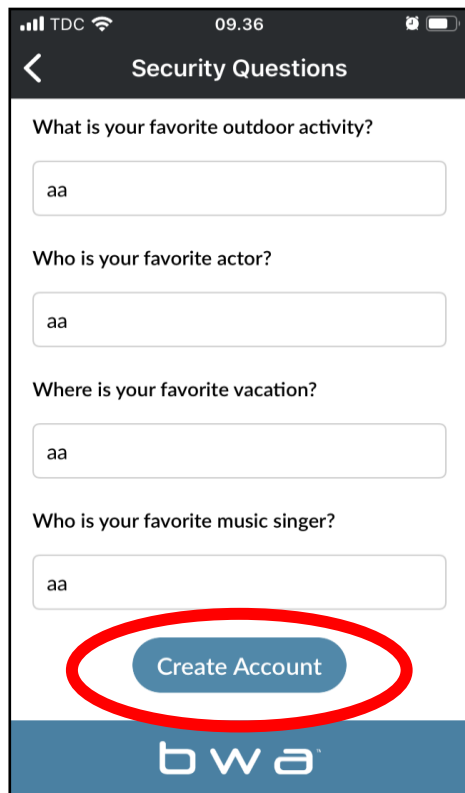 TDC 09.36
Security Questions
What is your favorite outdoor activity?
aa
Who is your favorite actor?
aa
Where is your favorite vacation?
aa
Who is your favorite music singer?
aa
Create Account
bwa™